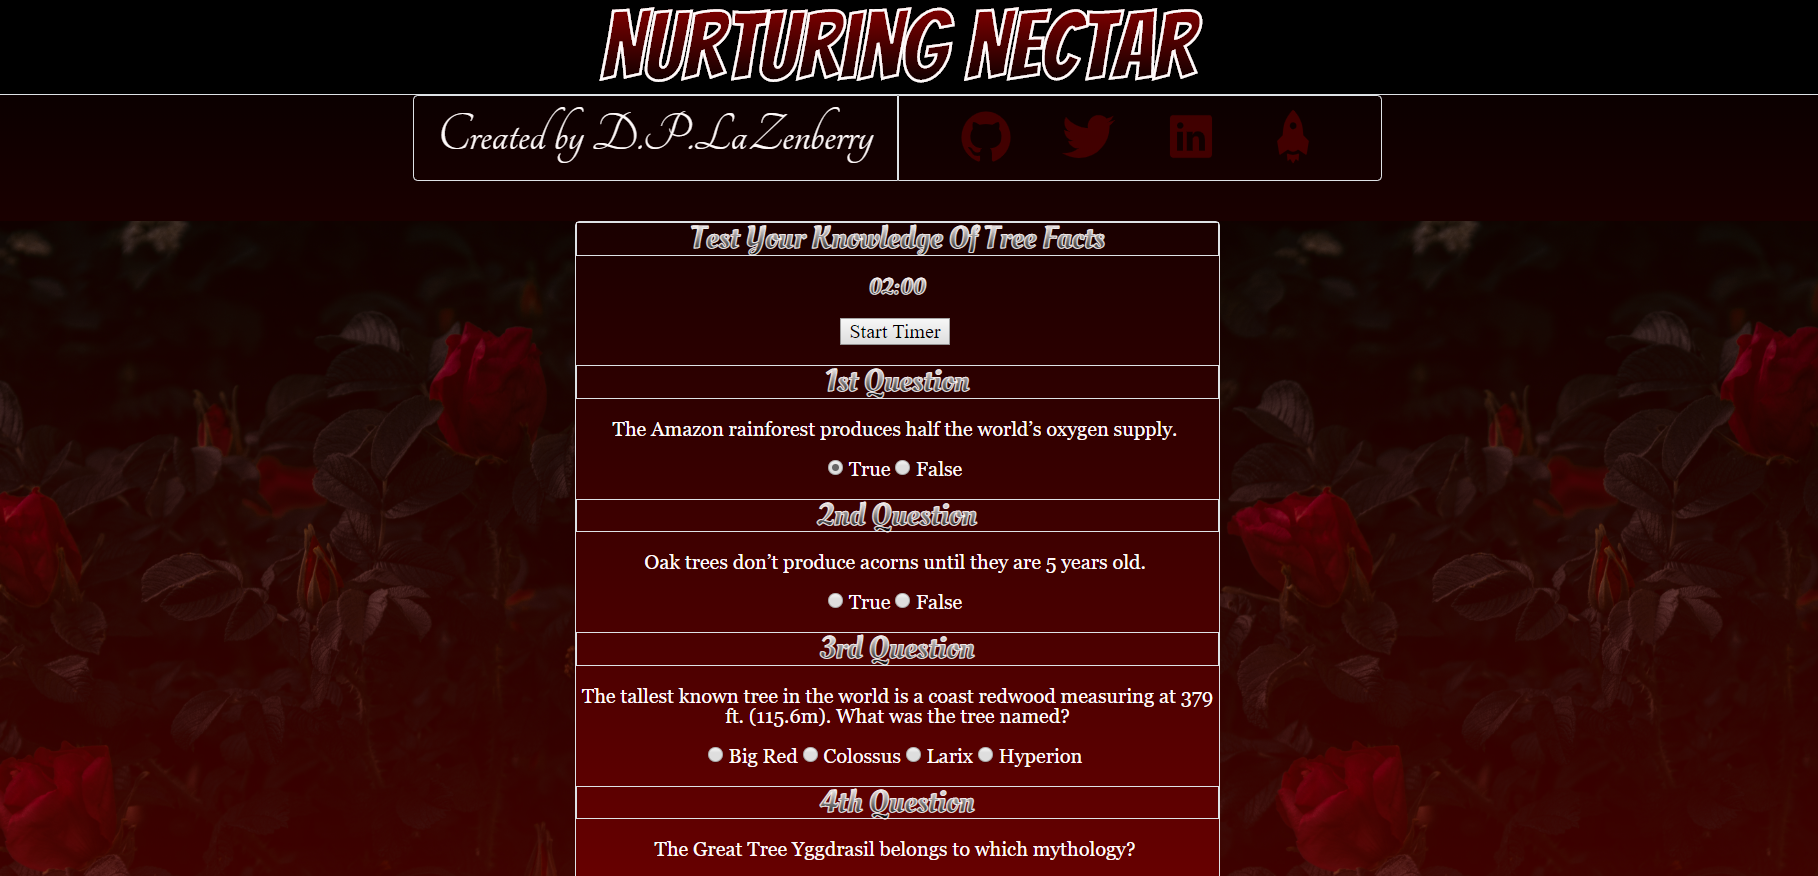 NURTURING NECTAR
Created by D.P.LaZenberry
Test Your Knowledge Of Tree Facts
02:00
Start Timer
1st Question
The Amazon rainforest produces half the world’s oxygen supply.
True False
2nd Question
Oak trees don’t produce acorns until they are 5 years old.
True False
3rd Question
The tallest known tree in the world is a coast redwood measuring at 379
ft. (115.6m). What was the tree named?
Big Red Colossus Larix Hyperion
4th Question
The Great Tree Yggdrasil belongs to which mythology?